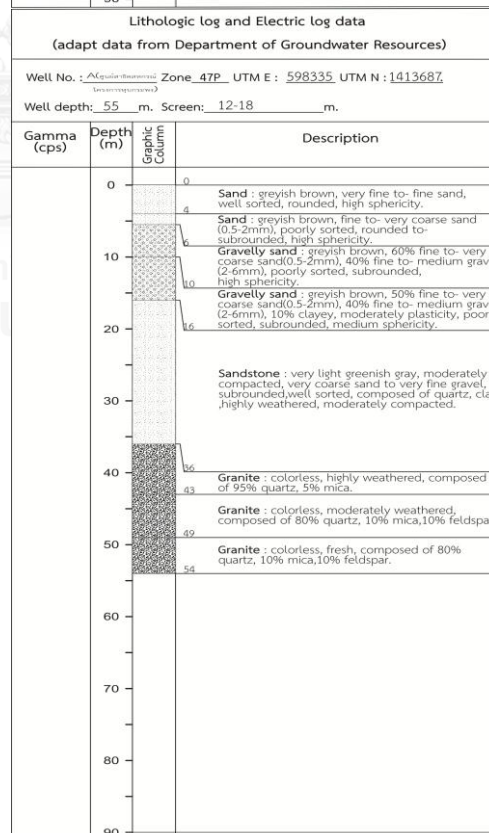 Lithologic log and Electric log data
(adapt data from Department of Groundwater Resources)
Well No. : Zone 47P UTM E : 598335 UTM N : 1413687
Well depth: 55 m. Screen: 12-18 m.
Gamma (cps)
Depth (m)
Graphic Column
Description
0
10
20
30
40
50
60
70
80
90
0
Sand : greyish brown, very fine to- fine sand,
well sorted, rounded, high sphericity.
4
Sand : greyish brown, fine to- very coarse sand
(0.5-2mm), poorly sorted, rounded to-
subrounded, high sphericity.
6
Gravelly sand : greyish brown, 60% fine to- very
coarse sand(0.5-2mm), 40% fine to- medium grav
(2-6mm), poorly sorted, subrounded,
high sphericity.
10
Gravelly sand : greyish brown, 50% fine to- very
coarse sand(0.5-2mm), 40% fine to- medium grav
(2-6mm), 10% clayey, moderately plasticity, poor
sorted, subrounded, medium sphericity.
16
Sandstone : very light greenish gray, moderately
compacted, very coarse sand to very fine gravel,
subrounded,well sorted, composed of quartz, cla
,highly weathered, moderately compacted.
36
Granite : colorless, highly weathered, composed
of 95% quartz, 5% mica.
43
Granite : colorless, moderately weathered,
composed of 80% quartz, 10% mica,10% feldspa
49
Granite : colorless, fresh, composed of 80%
quartz, 10% mica,10% feldspar.
54